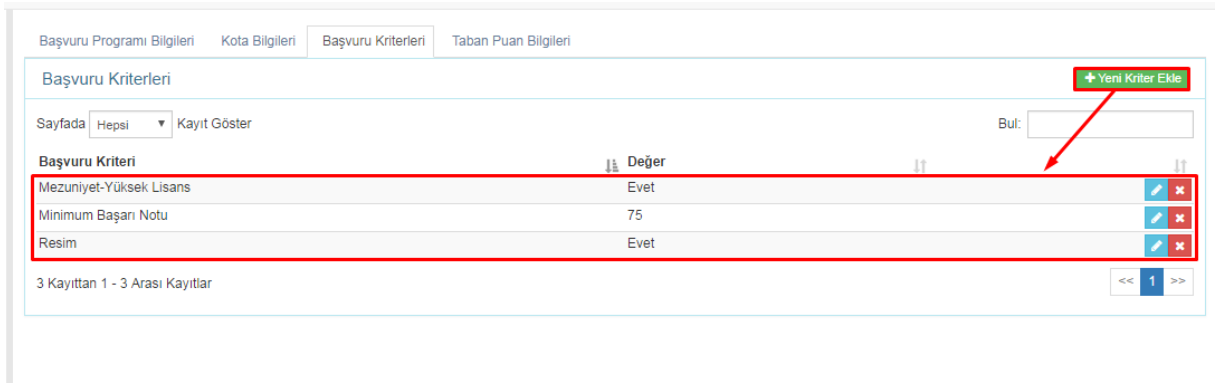 Başvuru Programı Bilgileri Kota Bilgileri Başvuru Kriterleri Taban Puan Bilgileri
Başvuru Kriterleri + Yeni Kriter Ekle
Sayfada Hepsi Kayıt Göster Bul:
Başvuru Kriteri Değer
Mezuniyet-Yüksek Lisans Evet
Minimum Başarı Notu 75
Resim Evet
3 Kayıttan 1 - 3 Arası Kayıtlar << 1 >>